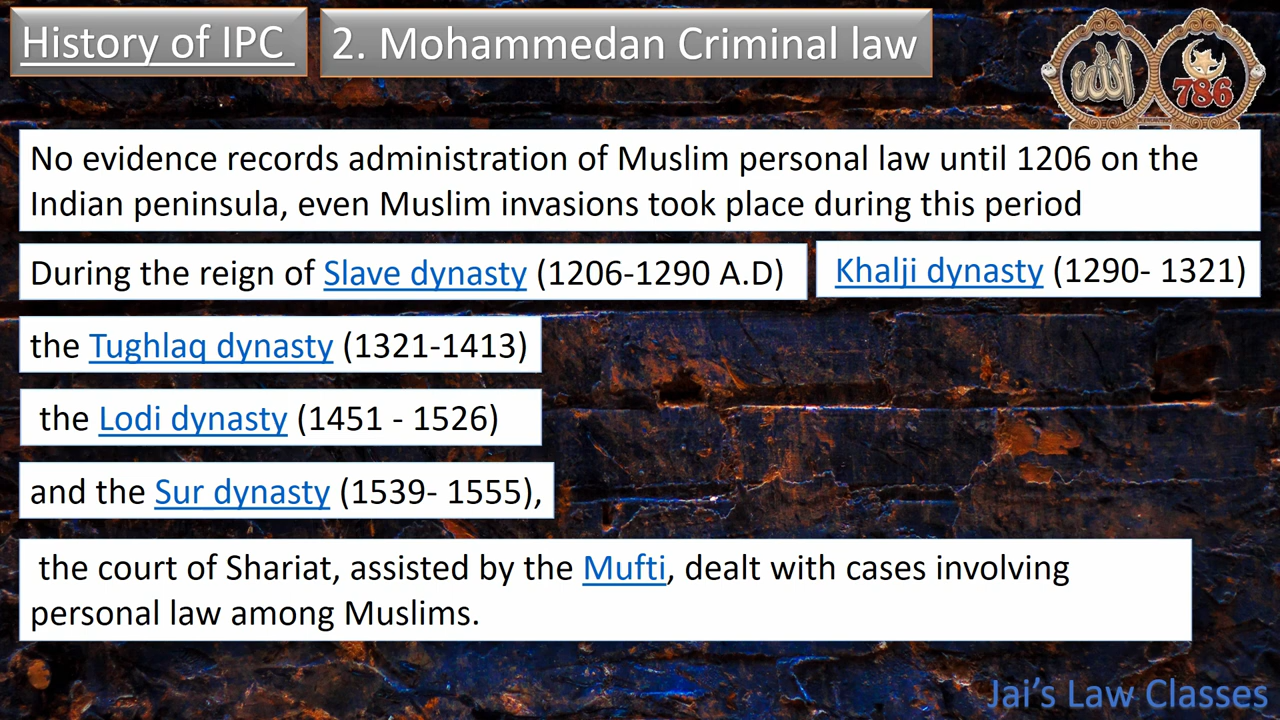 History of IPC
2. Mohammedan Criminal law
الله
786
No evidence records administration of Muslim personal law until 1206 on the
Indian peninsula, even Muslim invasions took place during this period
During the reign of Slave dynasty (1206-1290 A.D)
Khalji dynasty (1290- 1321)
the Tughlaq dynasty (1321-1413)
the Lodi dynasty (1451 - 1526)
and the Sur dynasty (1539- 1555),
the court of Shariat, assisted by the Mufti, dealt with cases involving
personal law among Muslims.
Jai's Law Classes